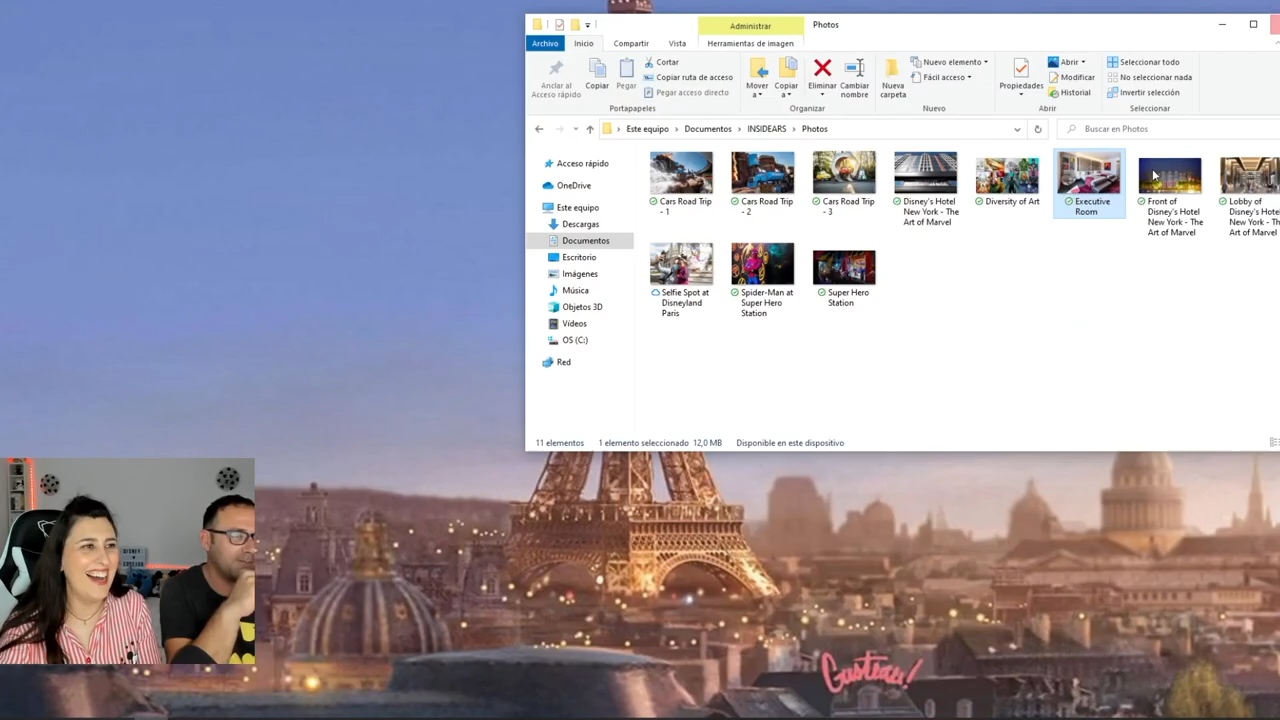 Administrar
Photos
Archivo
Inicio
Compartir
Vista
Herramientas de imagen
Anclar al
Acceso rápido
Copiar
Pegar
Cortar
Copiar ruta de acceso
Pegar acceso directo
Portapapeles
Mover
a
Copiar
a
Eliminar
Cambiar
nombre
Organizar
Nueva
carpeta
Nuevo elemento
Fácil acceso
Nuevo
Propiedades
Abrir
Modificar
Historial
Abrir
Seleccionar todo
No seleccionar nada
Invertir selección
Seleccionar
Este equipo > Documentos > INSIDEARS > Photos
Buscar en Photos
Acceso rápido
OneDrive
Este equipo
Descargas
Documentos
Escritorio
Imágenes
Música
Objetos 3D
Vídeos
OS (C:)
Red
Cars Road Trip
- 1
Cars Road Trip
- 2
Cars Road Trip
- 3
Disney's Hotel
New York - The
Art of Marvel
Diversity of Art
Executive
Room
Front of
Disney's Hotel
New York - The
Art of Marvel
Lobby of
Disney's Hotel
New York - The
Art of Marvel
Selfie Spot at
Disneyland
Paris
Spider-Man at
Super Hero
Station
Super Hero
Station
11 elementos
1 elemento seleccionado 12,0 MB
Disponible en este dispositivo
Gusteau!